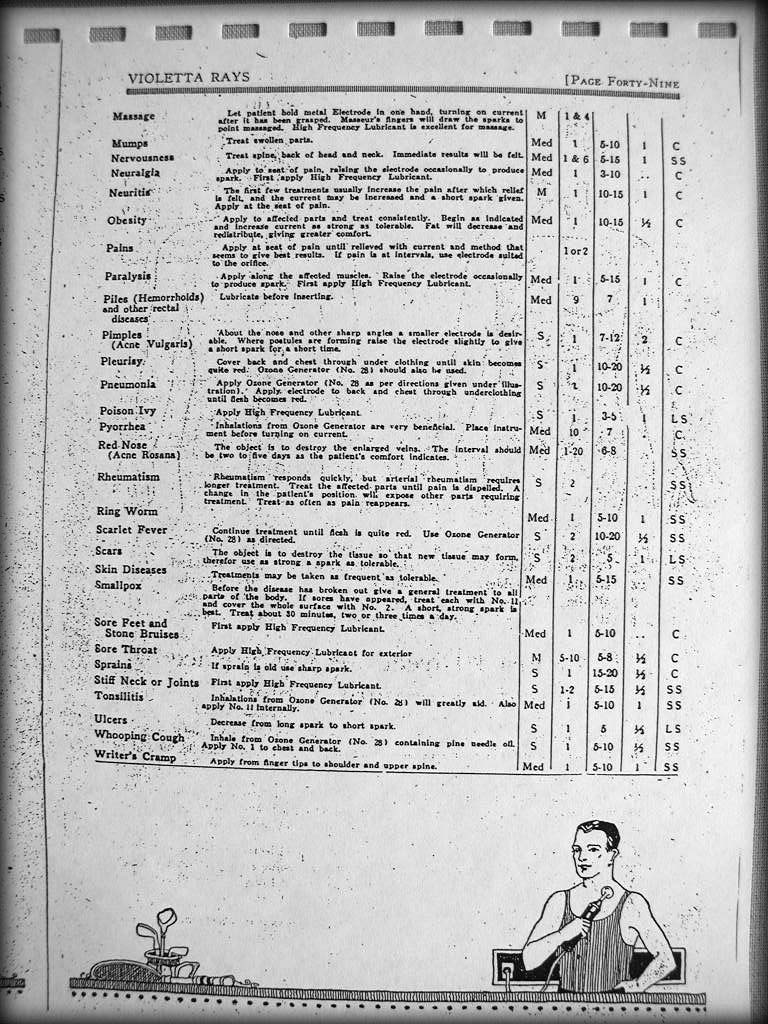 VIOLETTA RAYS [PAGE FORTY-NINE
Massage Let patient hold metal Electrode in one hand, turning on current M 1 & 4
after it has been grasped. Masseur's fingers will draw the sparks to
point massaged. High Frequency Lubricant is excellent for massage.
Mumps Treat swollen parts. Med 1 5-10 1 C
Nervousness Treat spine, back of head and neck. Immediate results will be felt. Med 1 & 6 5-15 1 S S
Neuralgia Apply to seat of pain, raising the electrode occasionally to produce Med 1 3-10 .. C
spark. First apply High Frequency Lubricant.
Neuritis The first few treatments usually increase the pain after which relief M 1 10-15 1 C
is felt, and the current may be increased and a short spark given.
Apply at the seat of pain.
Obesity Apply to affected parts and treat consistently. Begin as indicated Med 1 10-15 ½ C
and increase current as strong as tolerable. Fat will decrease and
redistribute, giving greater comfort.
Pains Apply at seat of pain until relieved with current and method that 1 or 2
seems to give best results. If pain is at intervals, use electrode suited
to the orifice.
Paralysis Apply along the affected muscles. Raise the electrode occasionally Med 1 5-15 1 C
to produce spark. First apply High Frequency Lubricant.
Piles (Hemorrhoids) Lubricate before inserting. Med 9 7 1
and other rectal
diseases
Pimples About the nose and other sharp angles a smaller electrode is desir- S 1 7-12 2 C
(Acne Vulgaris) able. Where postules are forming raise the electrode slightly to give
a short spark for a short time.
Pleurisy Cover back and chest through under clothing until skin becomes S 1 10-20 ½ C
quite red. Ozone Generator (No. 28) should also be used.
Pneumonia Apply Ozone Generator (No. 28 as per directions given under illus- S 2 10-20 ½ C
tration). Apply electrode to back and chest through underclothing
until flesh becomes red.
Poison Ivy Apply High Frequency Lubricant. S 1 3-5 1 L S
Pyorrhea Inhalations from Ozone Generator are very beneficial. Place instru- Med 10 7 C
ment before turning on current.
Red Nose The object is to destroy the enlarged veins. The interval should Med 1-20 6-8 SS
(Acne Rosana) be two to five days as the patient's comfort indicates.
Rheumatism Rheumatism responds quickly, but arterial rheumatism requires S 2 SS
longer treatment. Treat the affected parts until pain is dispelled. A
change in the patient's position will expose other parts requiring
treatment. Treat as often as pain reappears.
Ring Worm Med 1 5-10 1 S S
Scarlet Fever Continue treatment until flesh is quite red. Use Ozone Generator S 2 10-20 ½ S S
(No. 28) as directed.
Scars The object is to destroy the tissue so that new tissue may form, S 2 5 1 L S
therefor use as strong a spark as tolerable.
Skin Diseases Treatments may be taken as frequent as tolerable. Med 1 5-15 S S
Smallpox Before the disease has broken out give a general treatment to all
parts of the body. If sores have appeared, treat each with No. 11
and cover the whole surface with No. 2. A short, strong spark is
best. Treat about 30 minutes, two or three times a day.
Sore Feet and First apply High Frequency Lubricant. Med 1 5-10 .. C
Stone Bruises
Sore Throat Apply High Frequency Lubricant for exterior M 5-10 5-8 ½ C
Sprains If sprain is old use sharp spark. S 1 15-20 ½ C
Stiff Neck or Joints First apply High Frequency Lubricant. S 1-2 5-15 ½ S S
Tonsilitis Inhalations from Ozone Generator (No. 28) will greatly aid. Also Med 1 5-10 1 S S
apply No. 11 internally.
Ulcers Decrease from long spark to short spark. S 1 5 ½ L S
Whooping Cough Inhale from Ozone Generator (No. 28) containing pine needle oil. S 1 5-10 ½ S S
Apply No. 1 to chest and back.
Writer's Cramp Apply from finger tips to shoulder and upper spine. Med 1 5-10 1 S S